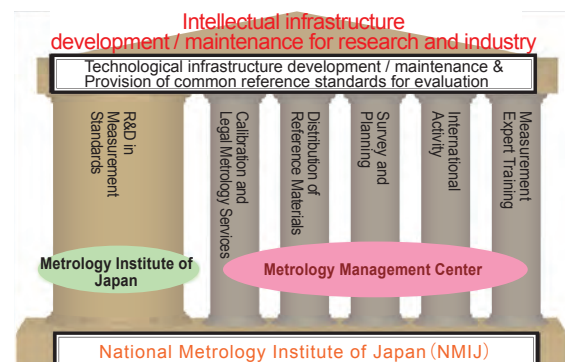 Intellectual infrastructure
development / maintenance for research and industry
Technological infrastructure development / maintenance &
Provision of common reference standards for evaluation
R&D in
Measurement
Standards
Calibration and
Legal Metrology Services
Distribution of
Reference Materials
Survey and
Planning
International
Activity
Measurement
Expert Training
Metrology Institute of
Japan
Metrology Management Center
National Metrology Institute of Japan (NMIJ)